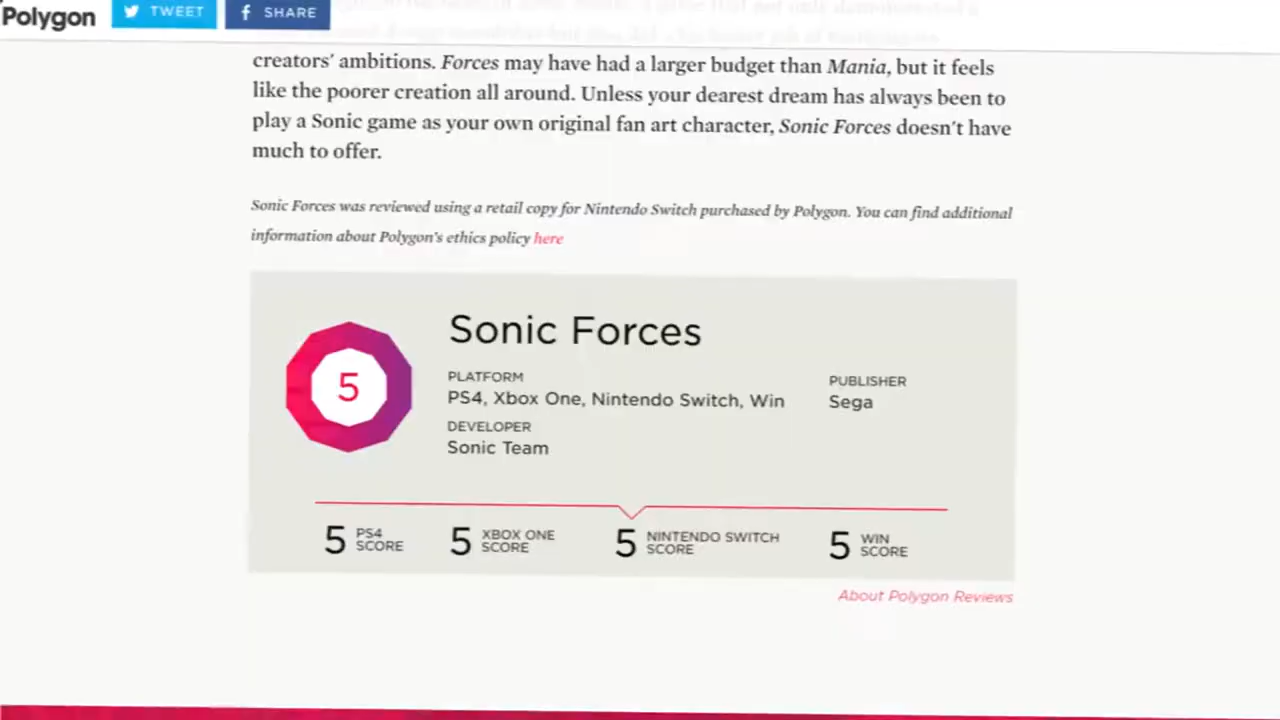 Polygon
TWEET
SHARE
creators' ambitions. Forces may have had a larger budget than Mania, but it feels
like the poorer creation all around. Unless your dearest dream has always been to
play a Sonic game as your own original fan art character, Sonic Forces doesn't have
much to offer.
Sonic Forces was reviewed using a retail copy for Nintendo Switch purchased by Polygon. You can find additional
information about Polygon's ethics policy here
5
Sonic Forces
PLATFORM
PS4, Xbox One, Nintendo Switch, Win
PUBLISHER
Sega
DEVELOPER
Sonic Team
5 PS4
SCORE
5 XBOX ONE
SCORE
5 NINTENDO SWITCH
SCORE
5 WIN
SCORE
About Polygon Reviews